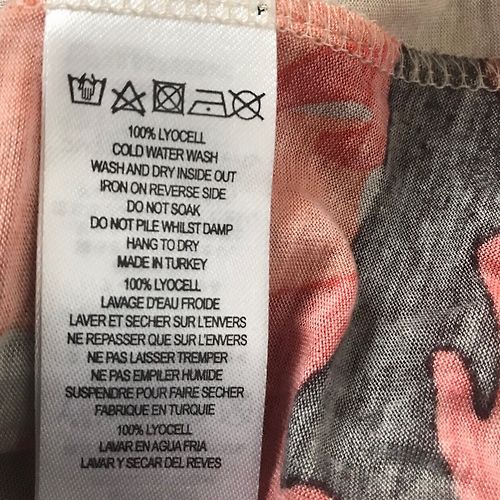 100% LYOCELL
COLD WATER WASH
WASH AND DRY INSIDE OUT
IRON ON REVERSE SIDE
DO NOT SOAK
DO NOT PILE WHILST DAMP
HANG TO DRY
MADE IN TURKEY
100% LYOCELL
LAVAGE D'EAU FROIDE
LAVER ET SECHER SUR L'ENVERS
NE REPASSER QUE SUR L'ENVERS
NE PAS LAISSER TREMPER
NE PAS EMPILER HUMIDE
SUSPENDRE POUR FAIRE SECHER
FABRIQUE EN TURQUIE
100% LYOCELL
LAVAR EN AGUA FRIA
LAVAR Y SECAR DEL REVES